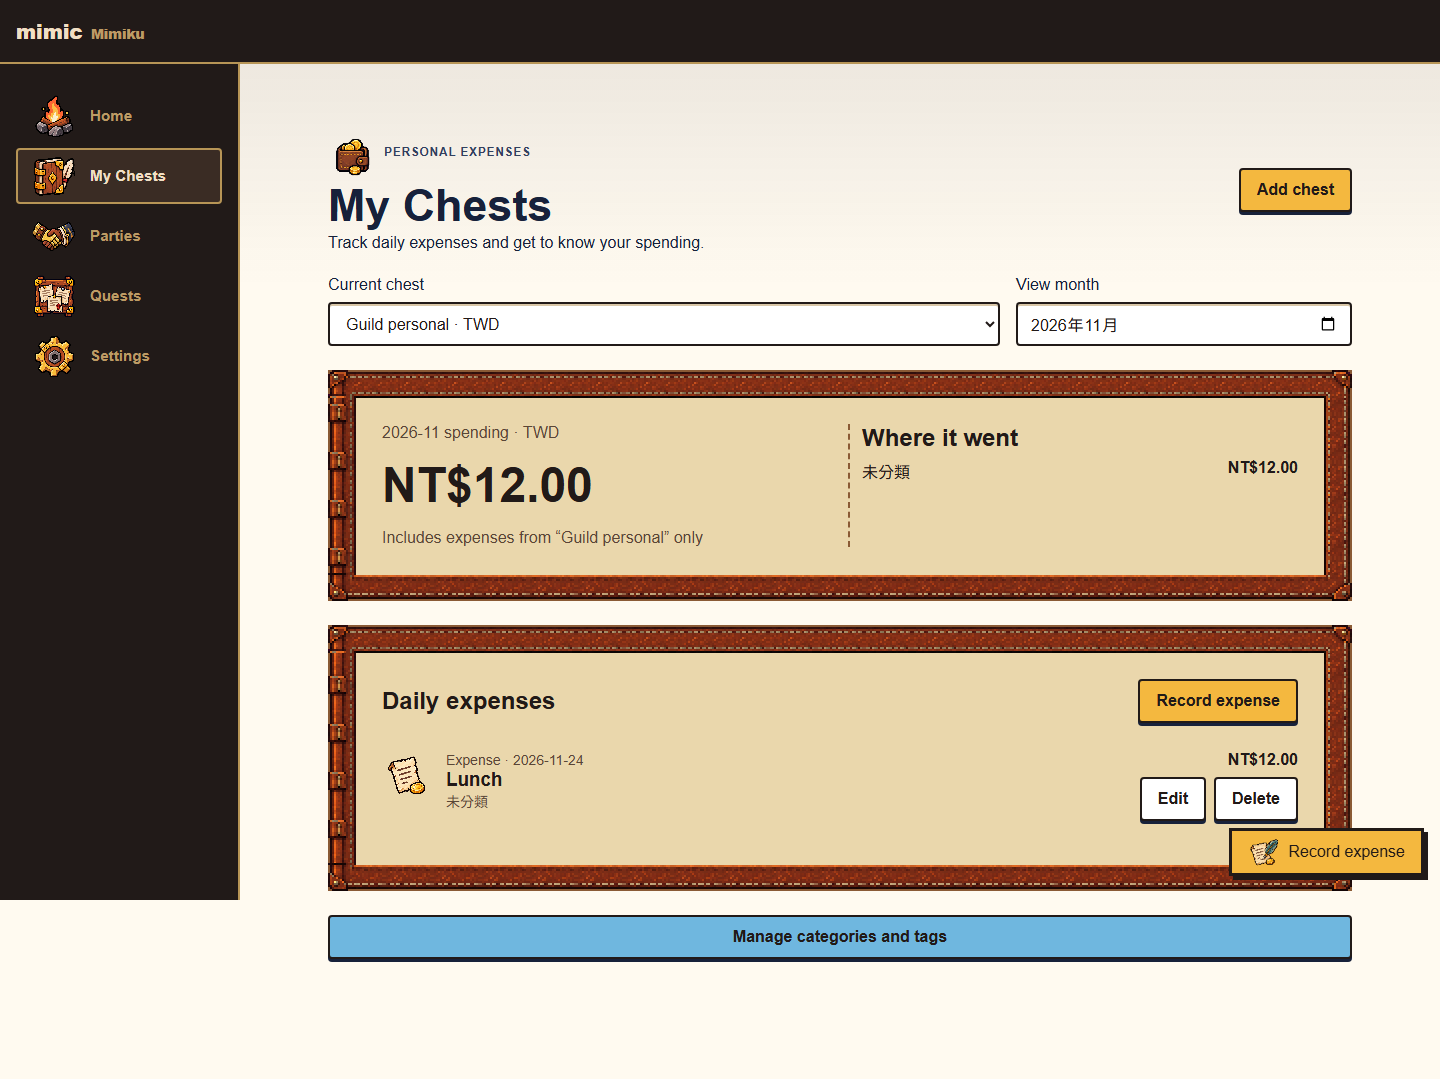 mimic Mimiku
Home
My Chests
Parties
Quests
Settings
PERSONAL EXPENSES
My Chests
Track daily expenses and get to know your spending.
Add chest
Current chest
Guild personal · TWD
View month
2026年11月
2026-11 spending · TWD
NT$12.00
Includes expenses from “Guild personal” only
Where it went
未分類
NT$12.00
Daily expenses
Record expense
Expense · 2026-11-24
Lunch
未分類
NT$12.00
Edit
Delete
Record expense
Manage categories and tags